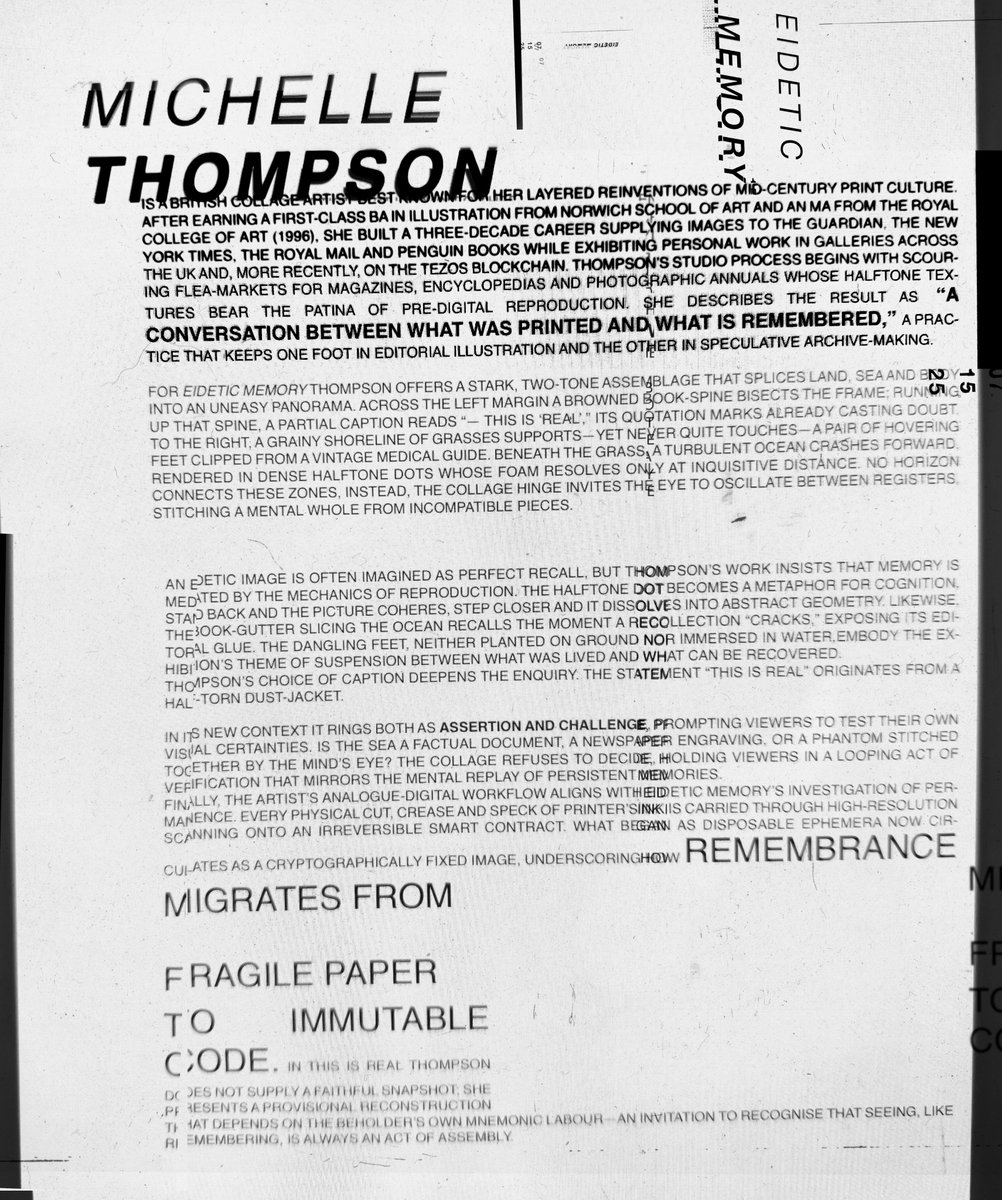 EIDETIC
MEMORY
EIDETIC MEMORY
MICHELLE
THOMPSON
IS A BRITISH COLLAGE ARTIST BEST KNOWN FOR HER LAYERED REINVENTIONS OF MID-CENTURY PRINT CULTURE.
AFTER EARNING A FIRST-CLASS BA IN ILLUSTRATION FROM NORWICH SCHOOL OF ART AND AN MA FROM THE ROYAL
COLLEGE OF ART (1996), SHE BUILT A THREE-DECADE CAREER SUPPLYING IMAGES TO THE GUARDIAN, THE NEW
YORK TIMES, THE ROYAL MAIL AND PENGUIN BOOKS WHILE EXHIBITING PERSONAL WORK IN GALLERIES ACROSS
THE UK AND, MORE RECENTLY, ON THE TEZOS BLOCKCHAIN. THOMPSON'S STUDIO PROCESS BEGINS WITH SCOUR-
ING FLEA-MARKETS FOR MAGAZINES, ENCYCLOPEDIAS AND PHOTOGRAPHIC ANNUALS WHOSE HALFTONE TEX-
TURES BEAR THE PATINA OF PRE-DIGITAL REPRODUCTION. SHE DESCRIBES THE RESULT AS “A
CONVERSATION BETWEEN WHAT WAS PRINTED AND WHAT IS REMEMBERED,” A PRAC-
TICE THAT KEEPS ONE FOOT IN EDITORIAL ILLUSTRATION AND THE OTHER IN SPECULATIVE ARCHIVE-MAKING.
15
25
07
FOR EIDETIC MEMORY THOMPSON OFFERS A STARK, TWO-TONE ASSEMBLAGE THAT SPLICES LAND, SEA AND BODY
INTO AN UNEASY PANORAMA. ACROSS THE LEFT MARGIN A BROWNED BOOK-SPINE BISECTS THE FRAME; RUNNING
UP THAT SPINE, A PARTIAL CAPTION READS “— THIS IS ‘REAL’,” ITS QUOTATION MARKS ALREADY CASTING DOUBT.
TO THE RIGHT, A GRAINY SHORELINE OF GRASSES SUPPORTS—YET NEVER QUITE TOUCHES—A PAIR OF HOVERING
FEET CLIPPED FROM A VINTAGE MEDICAL GUIDE. BENEATH THE GRASS, A TURBULENT OCEAN CRASHES FORWARD,
RENDERED IN DENSE HALFTONE DOTS WHOSE FOAM RESOLVES ONLY AT INQUISITIVE DISTANCE. NO HORIZON
CONNECTS THESE ZONES, INSTEAD, THE COLLAGE HINGE INVITES THE EYE TO OSCILLATE BETWEEN REGISTERS,
STITCHING A MENTAL WHOLE FROM INCOMPATIBLE PIECES.
AN EIDETIC IMAGE IS OFTEN IMAGINED AS PERFECT RECALL, BUT THOMPSON'S WORK INSISTS THAT MEMORY IS
MEDIATED BY THE MECHANICS OF REPRODUCTION. THE HALFTONE DOT BECOMES A METAPHOR FOR COGNITION,
STAND BACK AND THE PICTURE COHERES, STEP CLOSER AND IT DISSOLVES INTO ABSTRACT GEOMETRY. LIKEWISE,
THE BOOK-GUTTER SLICING THE OCEAN RECALLS THE MOMENT A RECOLLECTION “CRACKS,” EXPOSING ITS EDI-
TORIAL GLUE. THE DANGLING FEET, NEITHER PLANTED ON GROUND NOR IMMERSED IN WATER,EMBODY THE EX-
HIBITION'S THEME OF SUSPENSION BETWEEN WHAT WAS LIVED AND WHAT CAN BE RECOVERED.
THOMPSON'S CHOICE OF CAPTION DEEPENS THE ENQUIRY. THE STATEMENT “THIS IS REAL” ORIGINATES FROM A
HALF-TORN DUST-JACKET.
IN ITS NEW CONTEXT IT RINGS BOTH AS ASSERTION AND CHALLENGE, PROMPTING VIEWERS TO TEST THEIR OWN
VISUAL CERTAINTIES. IS THE SEA A FACTUAL DOCUMENT, A NEWSPAPER ENGRAVING, OR A PHANTOM STITCHED
TOGETHER BY THE MIND'S EYE? THE COLLAGE REFUSES TO DECIDE, HOLDING VIEWERS IN A LOOPING ACT OF
VERIFICATION THAT MIRRORS THE MENTAL REPLAY OF PERSISTENT MEMORIES.
FINALLY, THE ARTIST'S ANALOGUE-DIGITAL WORKFLOW ALIGNS WITH EIDETIC MEMORY'S INVESTIGATION OF PER-
MANENCE. EVERY PHYSICAL CUT, CREASE AND SPECK OF PRINTER'S INK IS CARRIED THROUGH HIGH-RESOLUTION
SCANNING ONTO AN IRREVERSIBLE SMART CONTRACT. WHAT BEGAN AS DISPOSABLE EPHEMERA NOW CIR-
CULATES AS A CRYPTOGRAPHICALLY FIXED IMAGE, UNDERSCORING HOW REMEMBRANCE
MIGRATES FROM
FRAGILE PAPER
TO IMMUTABLE
CODE. IN THIS IS REAL THOMPSON
DOES NOT SUPPLY A FAITHFUL SNAPSHOT; SHE
PRESENTS A PROVISIONAL RECONSTRUCTION
THAT DEPENDS ON THE BEHOLDER'S OWN MNEMONIC LABOUR—AN INVITATION TO RECOGNISE THAT SEEING, LIKE
REMEMBERING, IS ALWAYS AN ACT OF ASSEMBLY.